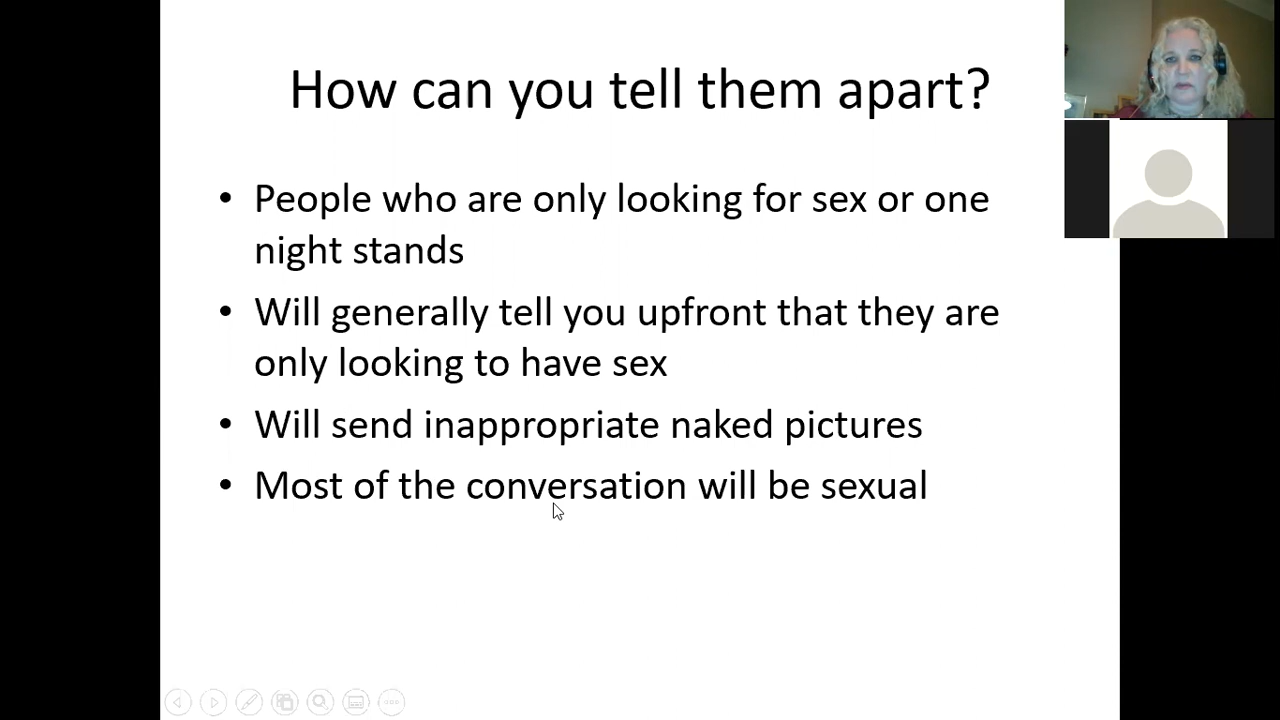 How can you tell them apart?
• People who are only looking for sex or one
night stands
• Will generally tell you upfront that they are
only looking to have sex
• Will send inappropriate naked pictures
• Most of the conversation will be sexual